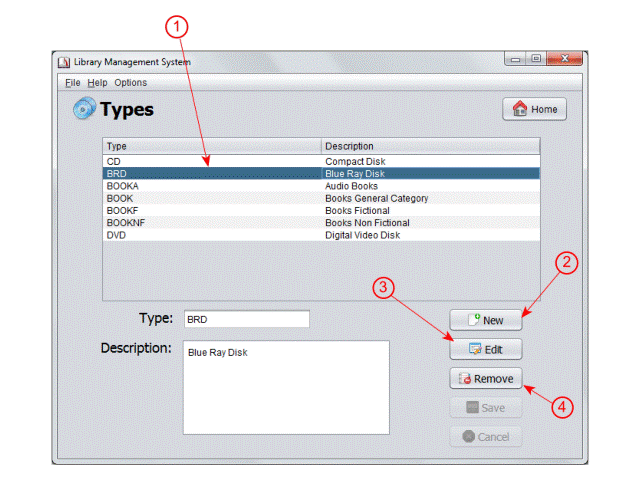 1
Library Management System
File Help Options
Types
Home
Type Description
CD Compact Disk
BRD Blue Ray Disk
BOOKA Audio Books
BOOK Books General Category
BOOKF Books Fictional
BOOKNF Books Non Fictional
DVD Digital Video Disk
2
3
Type: BRD
New
Description: Blue Ray Disk
Edit
Remove
4
Save
Cancel